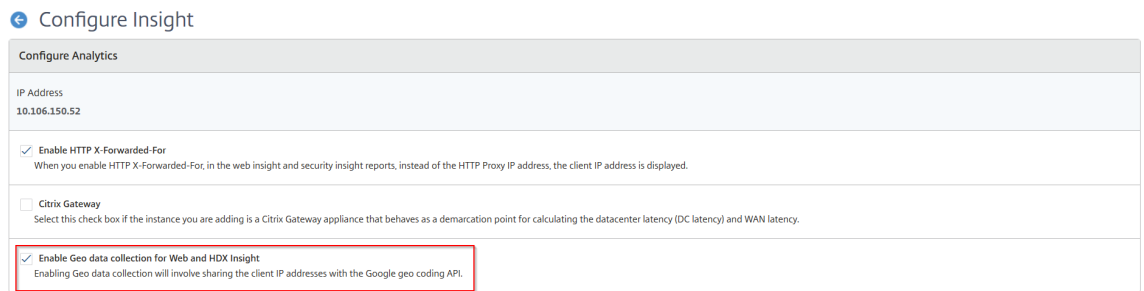 Configure Insight
Configure Analytics
IP Address
10.106.150.52
Enable HTTP X-Forwarded-For
When you enable HTTP X-Forwarded-For, in the web insight and security insight reports, instead of the HTTP Proxy IP address, the client IP address is displayed.
Citrix Gateway
Select this check box if the instance you are adding is a Citrix Gateway appliance that behaves as a demarcation point for calculating the datacenter latency (DC latency) and WAN latency.
Enable Geo data collection for Web and HDX Insight
Enabling Geo data collection will involve sharing the client IP addresses with the Google geo coding API.